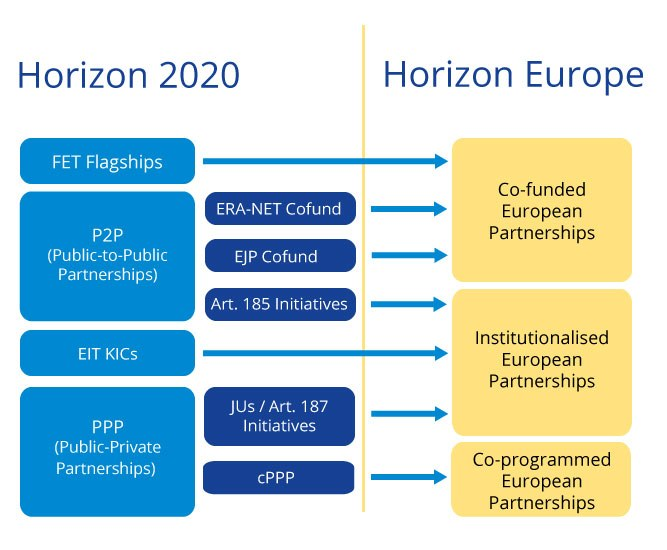 Horizon 2020
Horizon Europe
FET Flagships
P2P
(Public-to-Public
Partnerships)
ERA-NET Cofund
EJP Cofund
Art. 185 Initiatives
EIT KICs
PPP
(Public-Private
Partnerships)
JUs / Art. 187
Initiatives
cPPP
Co-funded
European
Partnerships
Institutionalised
European
Partnerships
Co-programmed
European
Partnerships